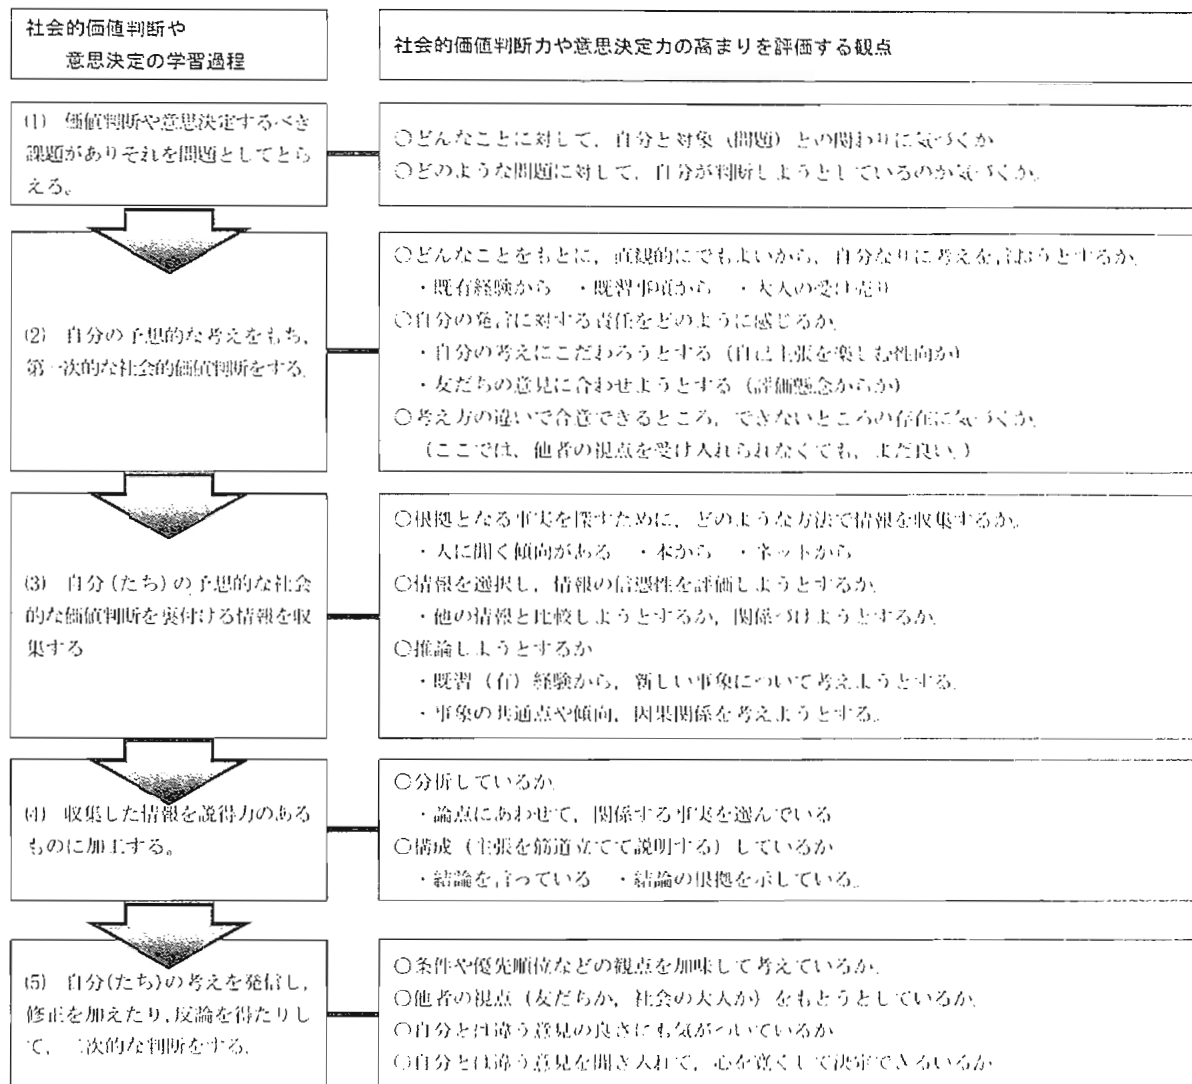 社会的価値判断や
意思決定の学習過程
社会的価値判断力や意思決定力の高まりを評価する観点
(1) 価値判断や意思決定するべき
課題がありそれを問題としてとら
える。
○どんなことに対して，自分と対象（問題）との関わりに気づくか
○どのような問題に対して，自分が判断しようとしているのか気づくか。
(2) 自分の予想的な考えをもち，
第一次的な社会的価値判断をする。
○どんなことをもとに，直観的にでもよいから，自分なりに考えを言おうとするか。
・既有経験から ・既習事項から ・大人の受け売り
○自分の発言に対する責任をどのように感じるか。
・自分の考えにこだわろうとする（自己主張を楽しむ性向か）
・友だちの意見に合わせようとする（評価懸念からか）
○考え方の違いで合意できるところ，できないところの存在に気づくか。
（ここでは，他者の視点を受け入れられなくても，まだ良い。）
(3) 自分(たち)の予想的な社会
的な価値判断を裏付ける情報を収
集する
○根拠となる事実を探すために，どのような方法で情報を収集するか。
・人に聞く傾向がある ・本から ・ネットから
○情報を選択し，情報の信憑性を評価しようとするか。
・他の情報と比較しようとするか，関係づけようとするか。
○推論しようとするか
・既習（有）経験から，新しい事象について考えようとする。
・事象の共通点や傾向，因果関係を考えようとする。
(4) 収集した情報を説得力のある
ものに加工する。
○分析しているか。
・論点にあわせて，関係する事実を選んでいる
○構成（主張を筋道立てて説明する）しているか
・結論を言っている ・結論の根拠を示している。
(5) 自分(たち)の考えを発信し，
修正を加えたり，反論を得たりし
て，二次的な判断をする。
○条件や優先順位などの観点を加味して考えているか。
○他者の視点（友だちか，社会の大人か）をもとうとしているか。
○自分とは違う意見の良さにも気がついているか
○自分とは違う意見を聞き入れて，心を寛くして決定できるいるか